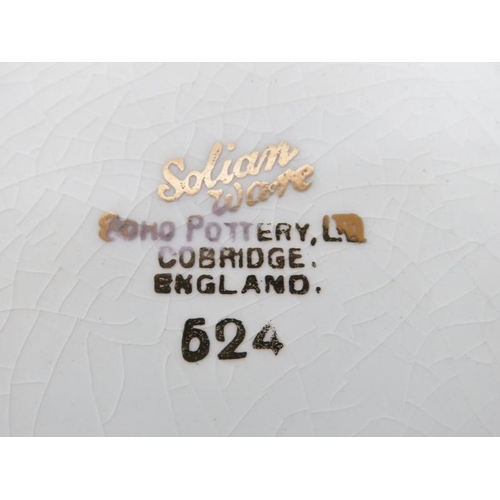 Solian
Ware
SOHO POTTERY, LTD
COBRIDGE.
ENGLAND.
624